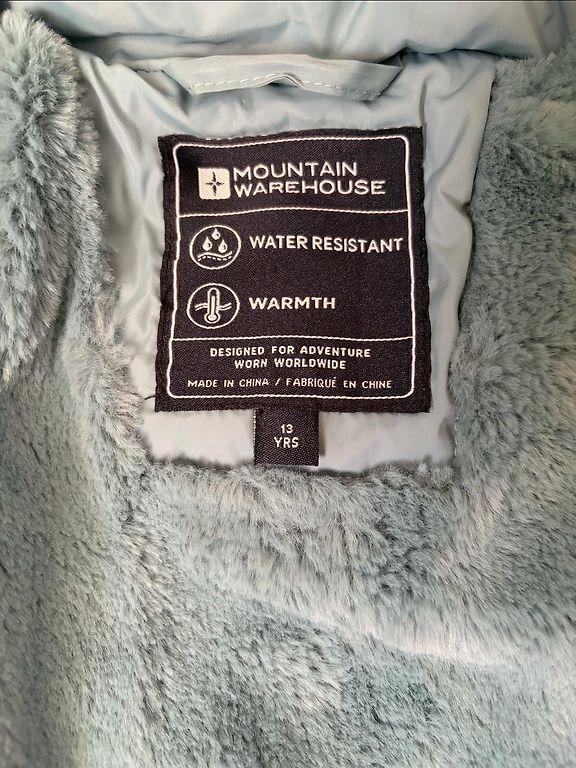 MOUNTAIN
WAREHOUSE
WATER RESISTANT
WARMTH
DESIGNED FOR ADVENTURE
WORN WORLDWIDE
MADE IN CHINA / FABRIQUÉ EN CHINE
13
YRS